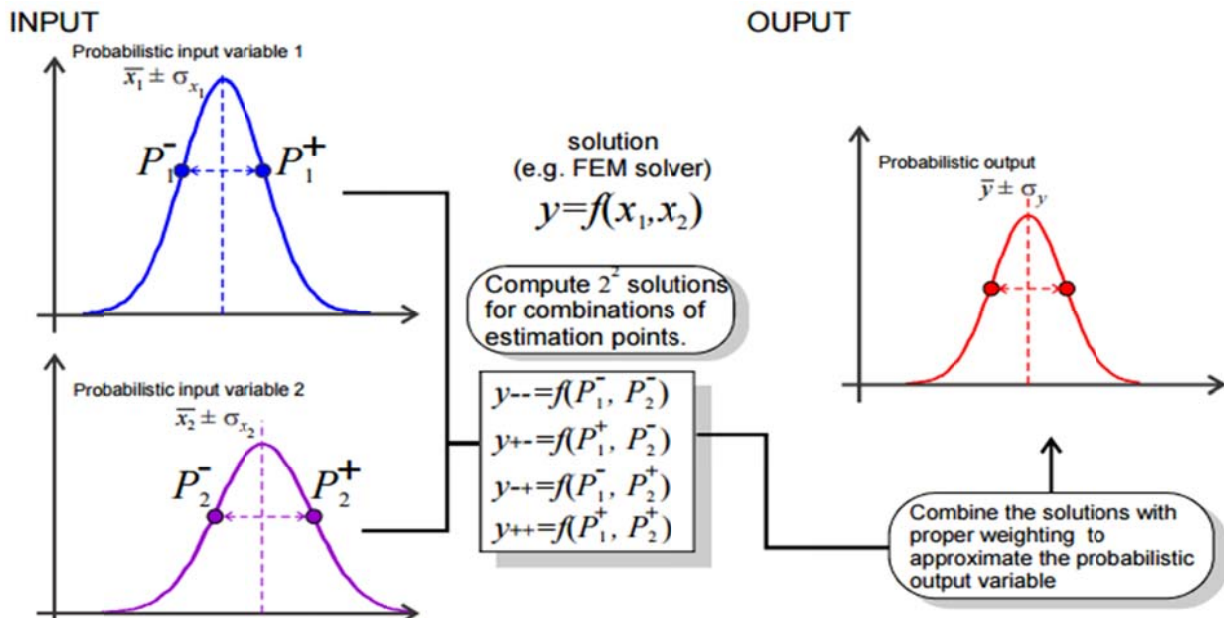 INPUT
Probabilistic input variable 1
x̄₁ ± σₓ₁
P₁⁻
P₁⁺
Probabilistic input variable 2
x̄₂ ± σₓ₂
P₂⁻
P₂⁺
solution
(e.g. FEM solver)
y=f(x₁,x₂)
Compute 2² solutions
for combinations of
estimation points.
y--=f(P₁⁻, P₂⁻)
y+-=f(P₁⁺, P₂⁻)
y-+=f(P₁⁻, P₂⁺)
y++=f(P₁⁺, P₂⁺)
OUPUT
Probabilistic output
ȳ ± σ_y
Combine the solutions with
proper weighting to
approximate the probabilistic
output variable